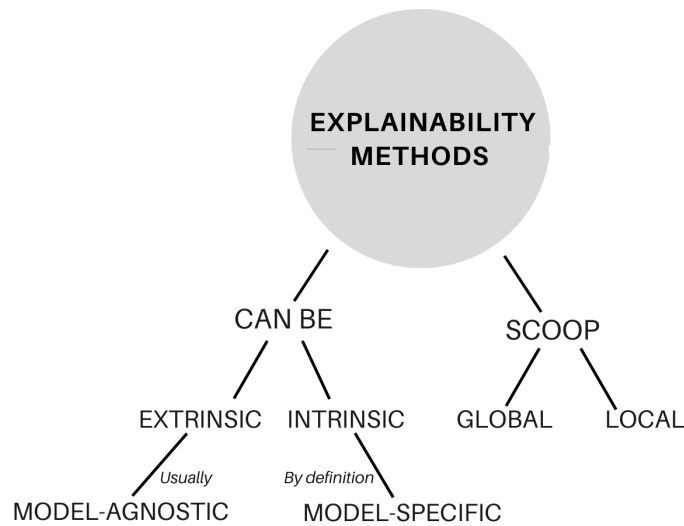 EXPLAINABILITY
METHODS
CAN BE
SCOOP
EXTRINSIC
INTRINSIC
GLOBAL
LOCAL
Usually
By definition
MODEL-AGNOSTIC
MODEL-SPECIFIC